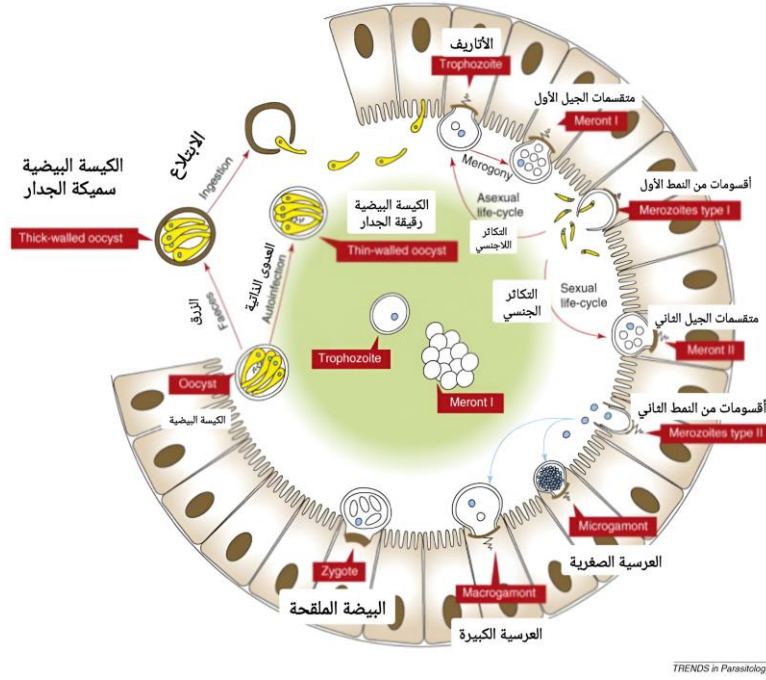 الأتاريف
Trophozoite
متقسمات الجيل الأول
Meront I
Merogony
أقسومات من النمط الأول
Merozoites type I
Asexual
life-cycle
التكاثر
اللاجنسي
Sexual
life-cycle
التكاثر
الجنسي
متقسمات الجيل الثاني
Meront II
أقسومات من النمط الثاني
Merozoites type II
Microgamont
العرسية الصغرية
Macrogamont
العرسية الكبيرة
Zygote
البيضة الملقحة
Oocyst
الكيسة البيضية
الزرق
Faeces
العدوى الذاتية
Autoinfection
الكيسة البيضية
رقيقة الجدار
Thin-walled oocyst
الكيسة البيضية
سميكة الجدار
Thick-walled oocyst
الابتلاع
Ingestion
Trophozoite
Meront I
TRENDS in Parasitolog